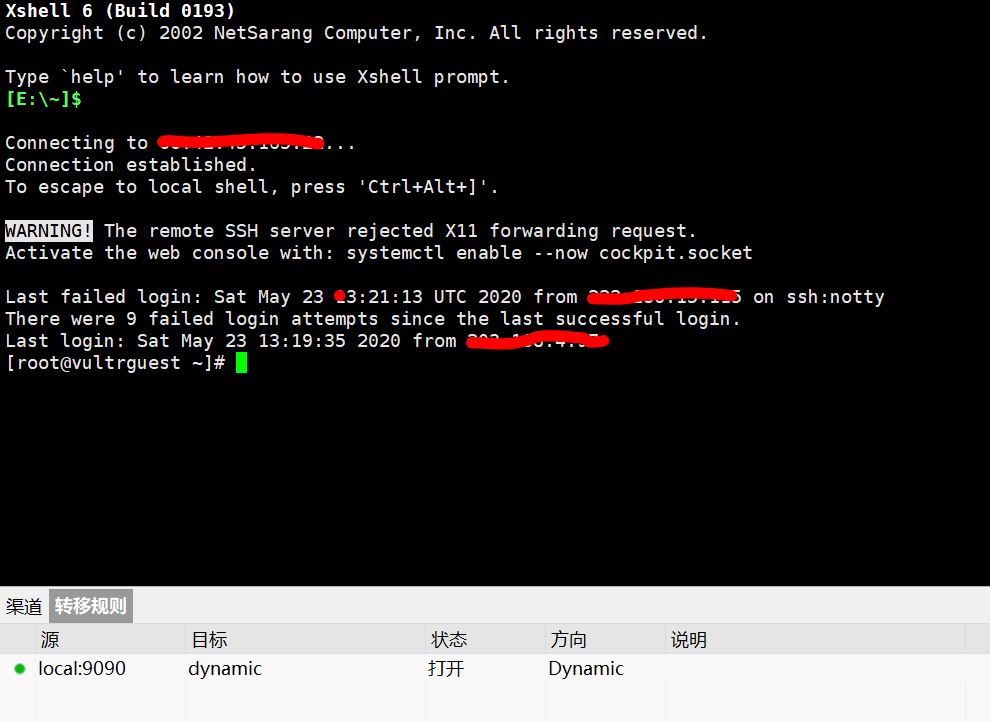 Xshell 6 (Build 0193)
Copyright (c) 2002 NetSarang Computer, Inc. All rights reserved.
Type `help' to learn how to use Xshell prompt.
[E:\~]$
Connecting to ...
Connection established.
To escape to local shell, press 'Ctrl+Alt+]'.
WARNING! The remote SSH server rejected X11 forwarding request.
Activate the web console with: systemctl enable --now cockpit.socket
Last failed login: Sat May 23 13:21:13 UTC 2020 from on ssh:notty
There were 9 failed login attempts since the last successful login.
Last login: Sat May 23 13:19:35 2020 from
[root@vultrguest ~]#
渠道 转移规则
源 目标 状态 方向 说明
local:9090 dynamic 打开 Dynamic